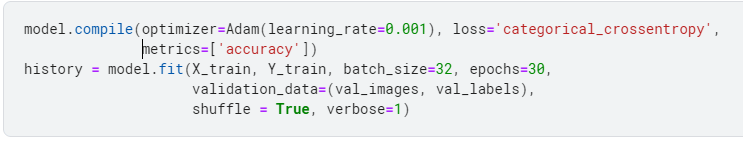 model.compile(optimizer=Adam(learning_rate=0.001), loss='categorical_crossentropy',
metrics=['accuracy'])
history = model.fit(X_train, Y_train, batch_size=32, epochs=30,
validation_data=(val_images, val_labels),
shuffle = True, verbose=1)